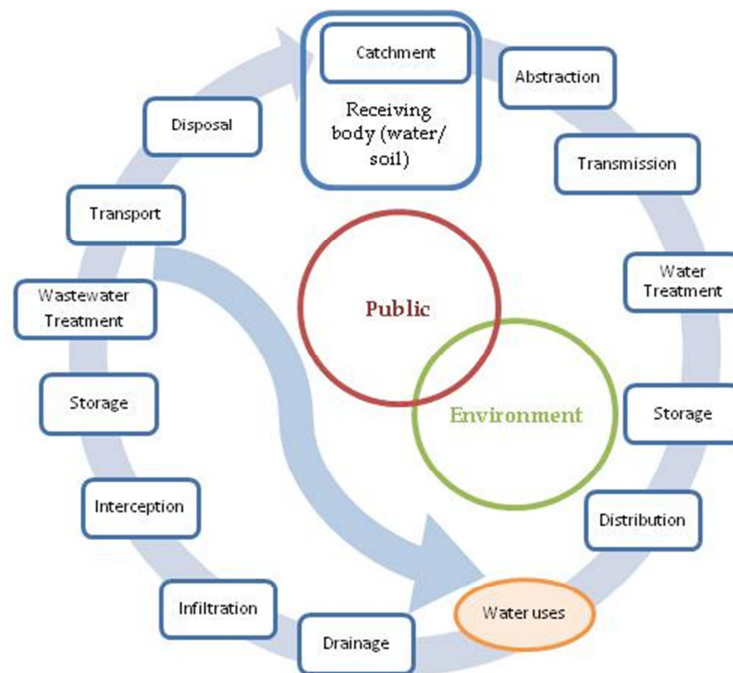 Catchment
Receiving
body (water/
soil)
Abstraction
Transmission
Water
Treatment
Storage
Distribution
Water uses
Drainage
Infiltration
Interception
Storage
Wastewater
Treatment
Transport
Disposal
Public
Environment